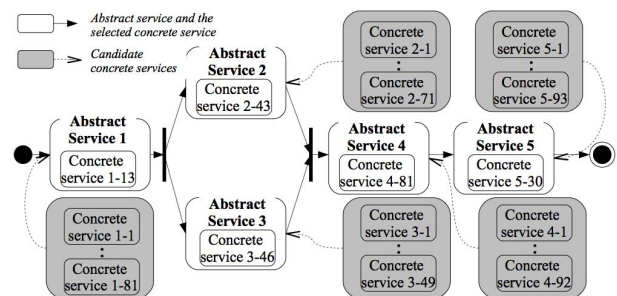 Abstract service and the
selected concrete service
Candidate
concrete services
Abstract
Service 2
Concrete
service 2-43
Concrete
service 2-1
⋮
Concrete
service 2-71
Concrete
service 5-1
⋮
Concrete
service 5-93
Abstract
Service 1
Concrete
service 1-13
Abstract
Service 4
Concrete
service 4-81
Abstract
Service 5
Concrete
service 5-30
Abstract
Service 3
Concrete
service 3-46
Concrete
service 1-1
⋮
Concrete
service 1-81
Concrete
service 3-1
⋮
Concrete
service 3-49
Concrete
service 4-1
⋮
Concrete
service 4-92